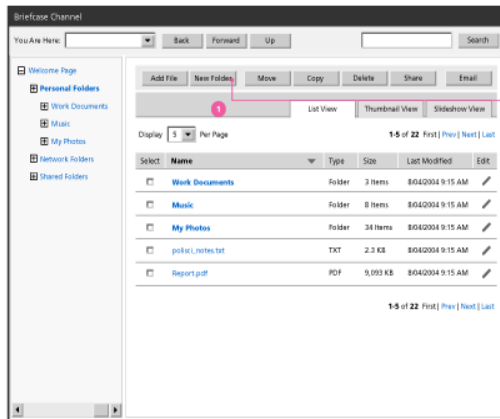 Briefcase Channel
You Are Here: Back Forward Up Search
Welcome Page
Personal Folders
Work Documents
Music
My Photos
Network Folders
Shared Folders
Add File New Folder Move Copy Delete Share Email
1
List View Thumbnail View Slideshow View
Display 5 Per Page 1-5 of 22 First | Prev | Next | Last
Select Name Type Size Last Modified Edit
Work Documents Folder 3 Items 8/04/2004 9:15 AM
Music Folder 8 Items 8/04/2004 9:15 AM
My Photos Folder 34 Items 8/04/2004 9:15 AM
polisci_notes.txt TXT 2.3 KB 8/04/2004 9:15 AM
Report.pdf PDF 9,093 KB 8/04/2004 9:15 AM
1-5 of 22 First | Prev | Next | Last